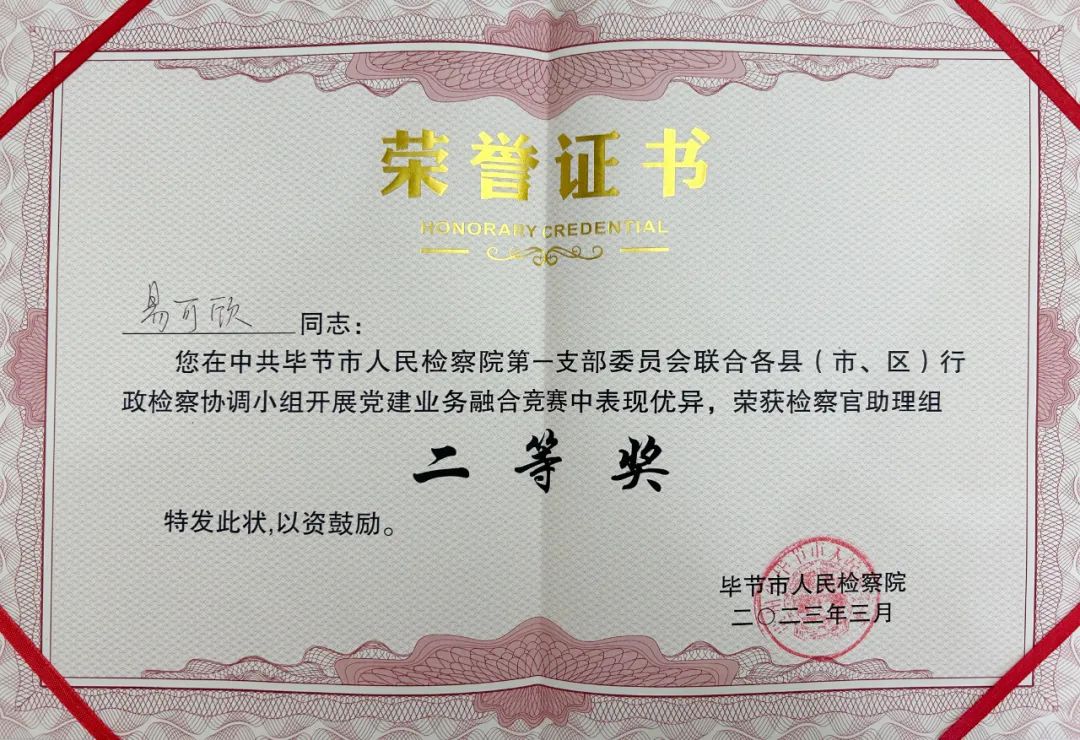 荣誉证书
HONORARY CREDENTIAL
易可欣同志：
您在中共毕节市人民检察院第一支部委员会联合各县（市、区）行
政检察协调小组开展党建业务融合竞赛中表现优异，荣获检察官助理组
二等奖
特发此状,以资鼓励。
毕节市人民检察院
二〇二三年三月